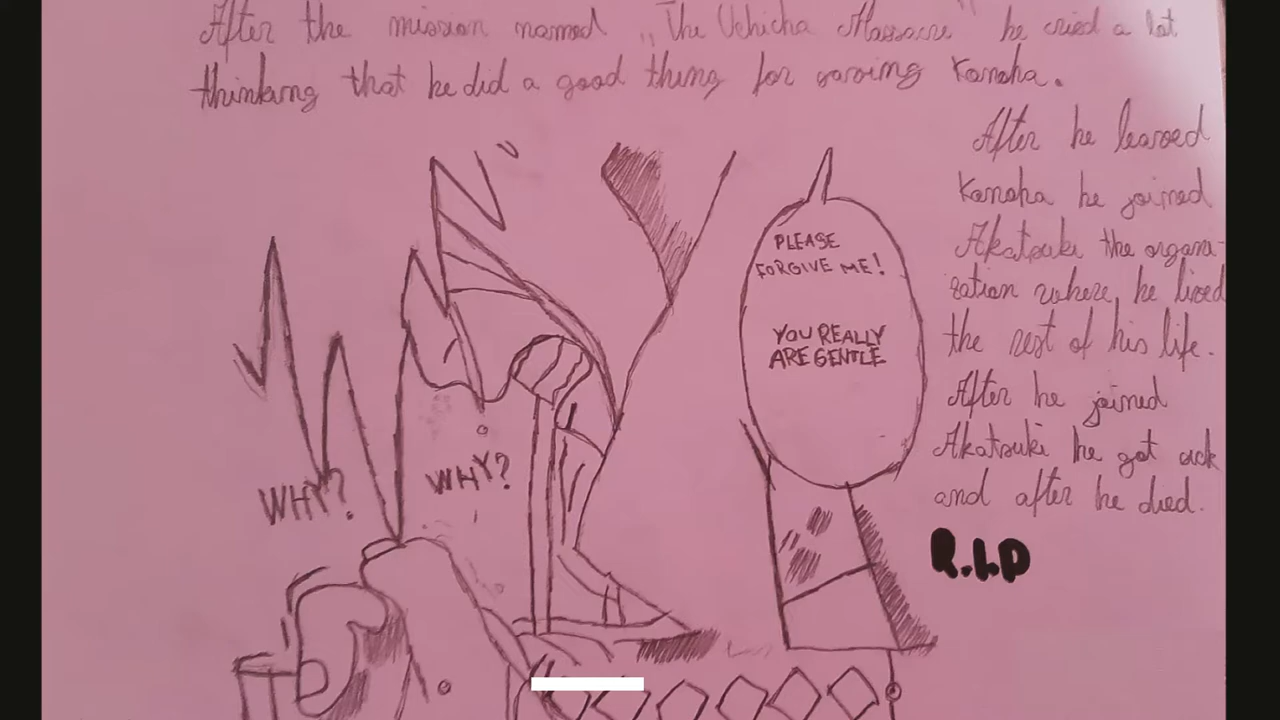 After the mission named „The Uchicha Massacre" he cried a lot
thinking that he did a good thing for saving Konoha.
After he leaved
Konoha he joined
Akatsuki the organi-
zation where he lived
the rest of his life.
After he joined
Akatsuki he got sick
and after he died.
R.I.P
PLEASE
FORGIVE ME!
YOU REALLY
ARE GENTLE
WHY?
WHY?